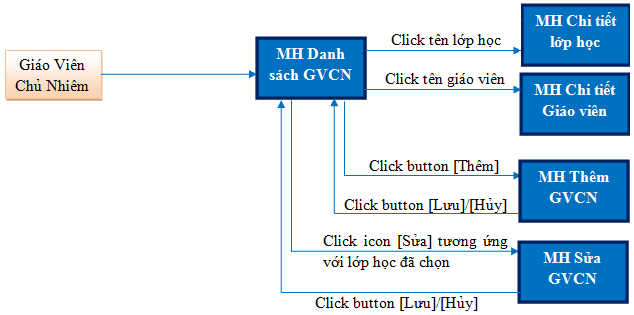 Giáo Viên
Chủ Nhiệm
MH Danh
sách GVCN
Click tên lớp học
MH Chi tiết
lớp học
Click tên giáo viên
MH Chi tiết
Giáo viên
Click button [Thêm]
MH Thêm
GVCN
Click button [Lưu]/[Hủy]
Click icon [Sửa] tương ứng
với lớp học đã chọn
MH Sửa
GVCN
Click button [Lưu]/[Hủy]